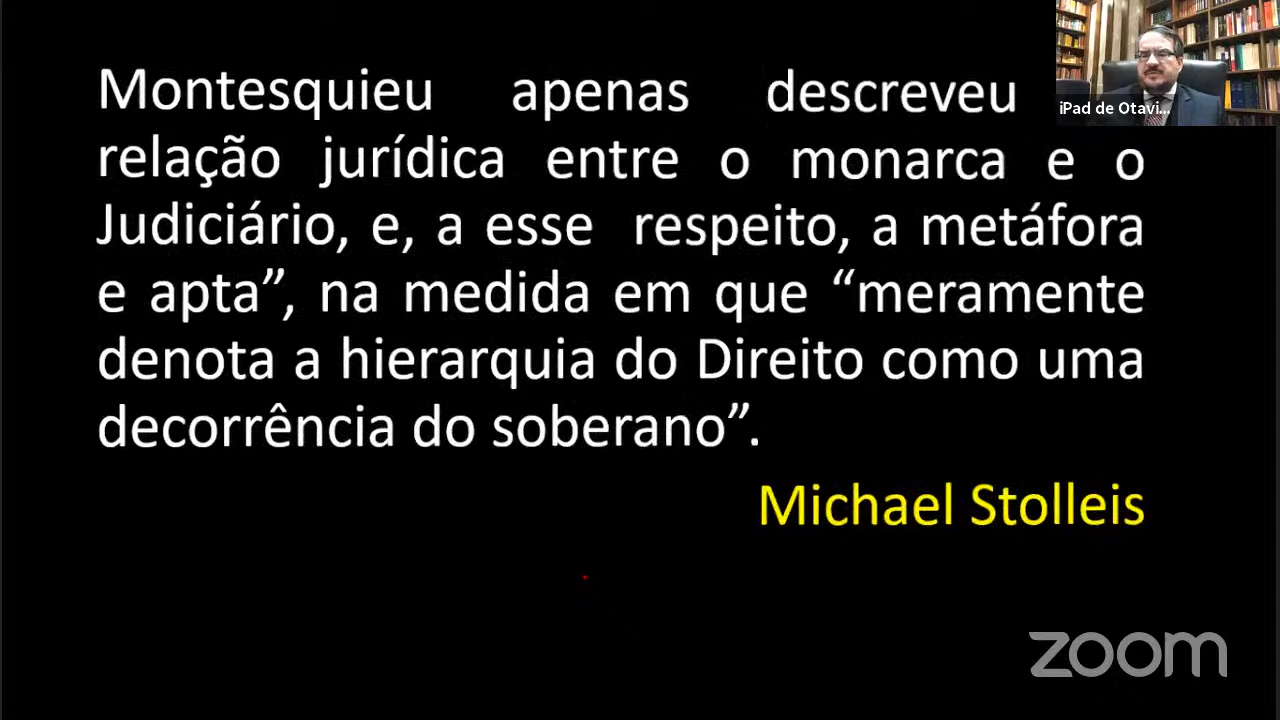 Montesquieu apenas descreveu
relação jurídica entre o monarca e o
Judiciário, e, a esse respeito, a metáfora
e apta”, na medida em que “meramente
denota a hierarquia do Direito como uma
decorrência do soberano”.
Michael Stolleis
iPad de Otavi...
zoom